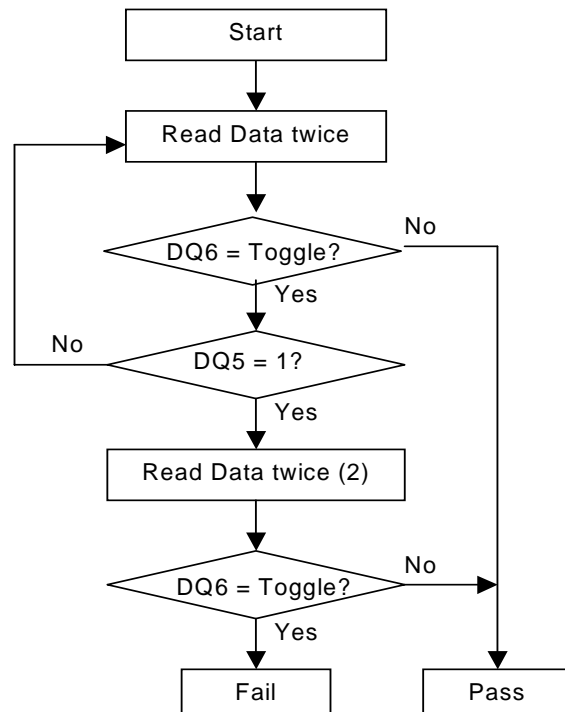 Start
Read Data twice
DQ6 = Toggle?
No
Yes
No
DQ5 = 1?
Yes
Read Data twice (2)
DQ6 = Toggle?
No
Yes
Fail
Pass